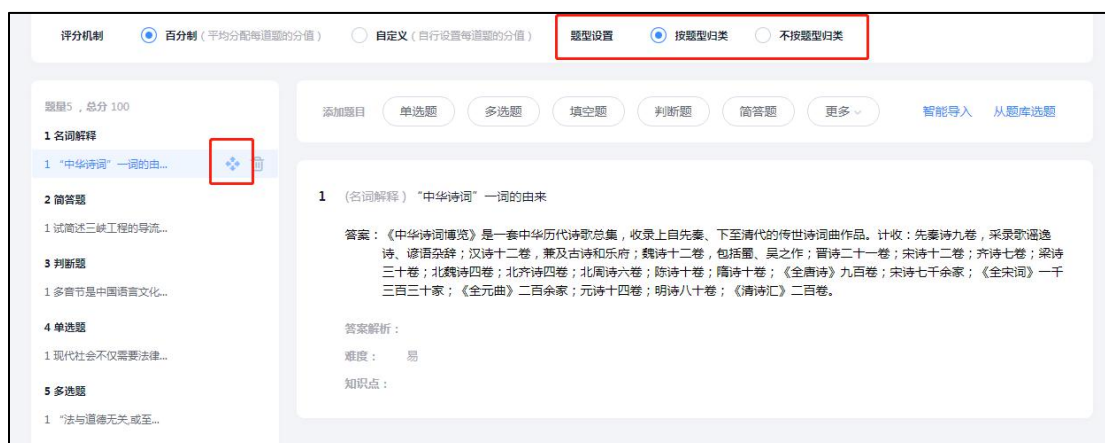 评分机制 百分制（平均分配每道题的分值） 自定义（自行设置每道题的分值） 题型设置 按题型归类 不按题型归类
题量5 ，总分 100
1 名词解释
1 “中华诗词”一词的由...
2 简答题
1 试简述三峡工程的导流...
3 判断题
1 多音节是中国语言文化...
4 单选题
1 现代社会不仅需要法律...
5 多选题
1 “法与道德无关,或至...
添加题目 单选题 多选题 填空题 判断题 简答题 更多 智能导入 从题库选题
1 （名词解释）“中华诗词”一词的由来
答案：《中华诗词博览》是一套中华历代诗歌总集，收录上自先秦、下至清代的传世诗词曲作品。计收：先秦诗九卷，采录歌谣逸
诗、谚语杂辞；汉诗十二卷，兼及古诗和乐府；魏诗十二卷，包括蜀、吴之作；晋诗二十一卷；宋诗十二卷；齐诗七卷；梁诗
三十卷；北魏诗四卷；北齐诗四卷；北周诗六卷；陈诗十卷；隋诗十卷；《全唐诗》九百卷；宋诗七千余家；《全宋词》一千
三百三十家；《全元曲》二百余家；元诗十四卷；明诗八十卷；《清诗汇》二百卷。
答案解析：
难度： 易
知识点：